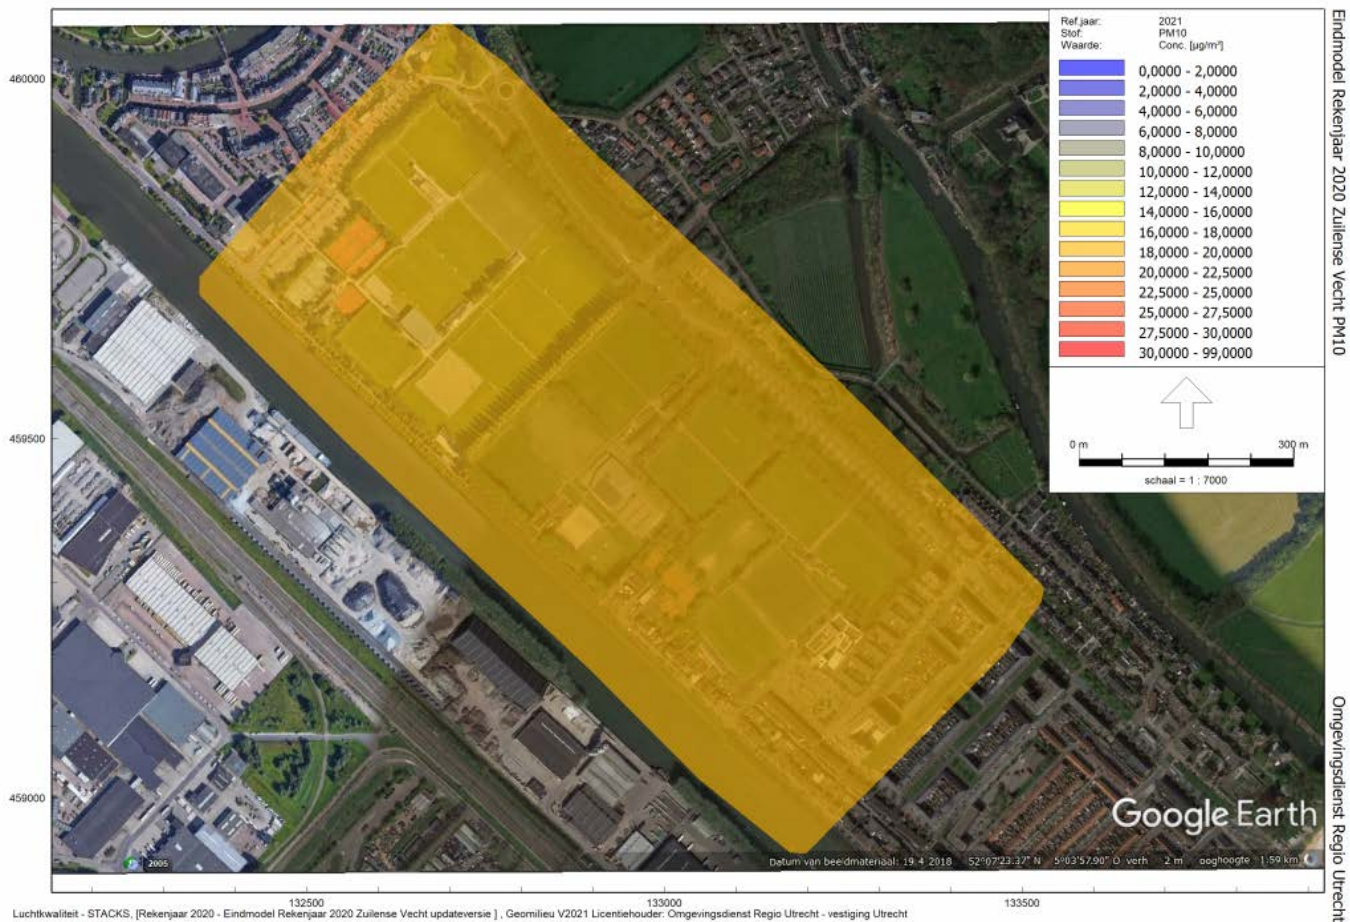 Eindmodel Rekenjaar 2020 Zuilense Vecht PM10
Ref.jaar: 2021
Stof: PM10
Waarde: Conc. [µg/m³]
0,0000 - 2,0000
2,0000 - 4,0000
4,0000 - 6,0000
6,0000 - 8,0000
8,0000 - 10,0000
10,0000 - 12,0000
12,0000 - 14,0000
14,0000 - 16,0000
16,0000 - 18,0000
18,0000 - 20,0000
20,0000 - 22,5000
22,5000 - 25,0000
25,0000 - 27,5000
27,5000 - 30,0000
30,0000 - 99,0000
0 m 300 m
schaal = 1 : 7000
460000
459500
459000
Omgevingsdienst Regio Utrecht
Google Earth
2005
Datum van beeldmateriaal: 19 4 2018 52°07'23.37" N 5°03'57.90" O verh 2 m ooghoogte 1.59 km
132500 133000 133500
Luchtkwaliteit - STACKS, [Rekenjaar 2020 - Eindmodel Rekenjaar 2020 Zuilense Vecht updateversie ] , Geomilieu V2021 Licentiehouder: Omgevingsdienst Regio Utrecht - vestiging Utrecht